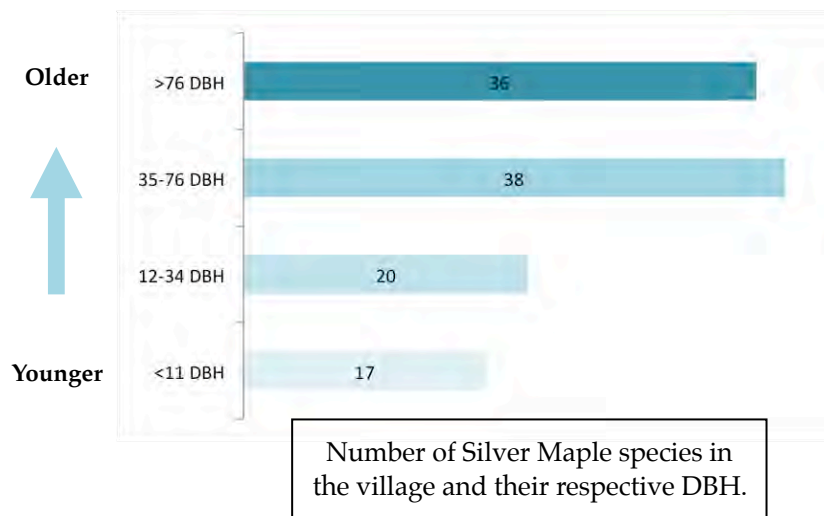 Older
>76 DBH
36
35-76 DBH
38
12-34 DBH
20
Younger
<11 DBH
17
Number of Silver Maple species in
the village and their respective DBH.